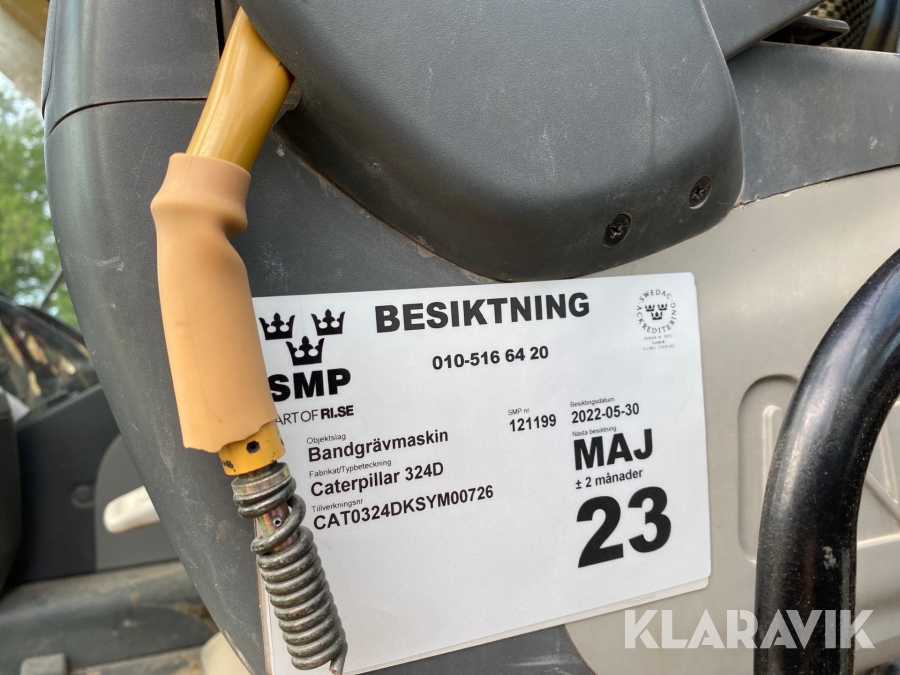 BESIKTNING
010-516 64 20
SWEDAC
ACKREDITERING
SMP
ART OF RI.SE
Objektslag
Bandgrävmaskin
Fabrikat/Typbeteckning
Caterpillar 324D
Tillverkningsnr
CAT0324DKSYM00726
SMP nr
121199
Besiktningsdatum
2022-05-30
Nästa besiktning
MAJ
± 2 månader
23
KLARAVIK